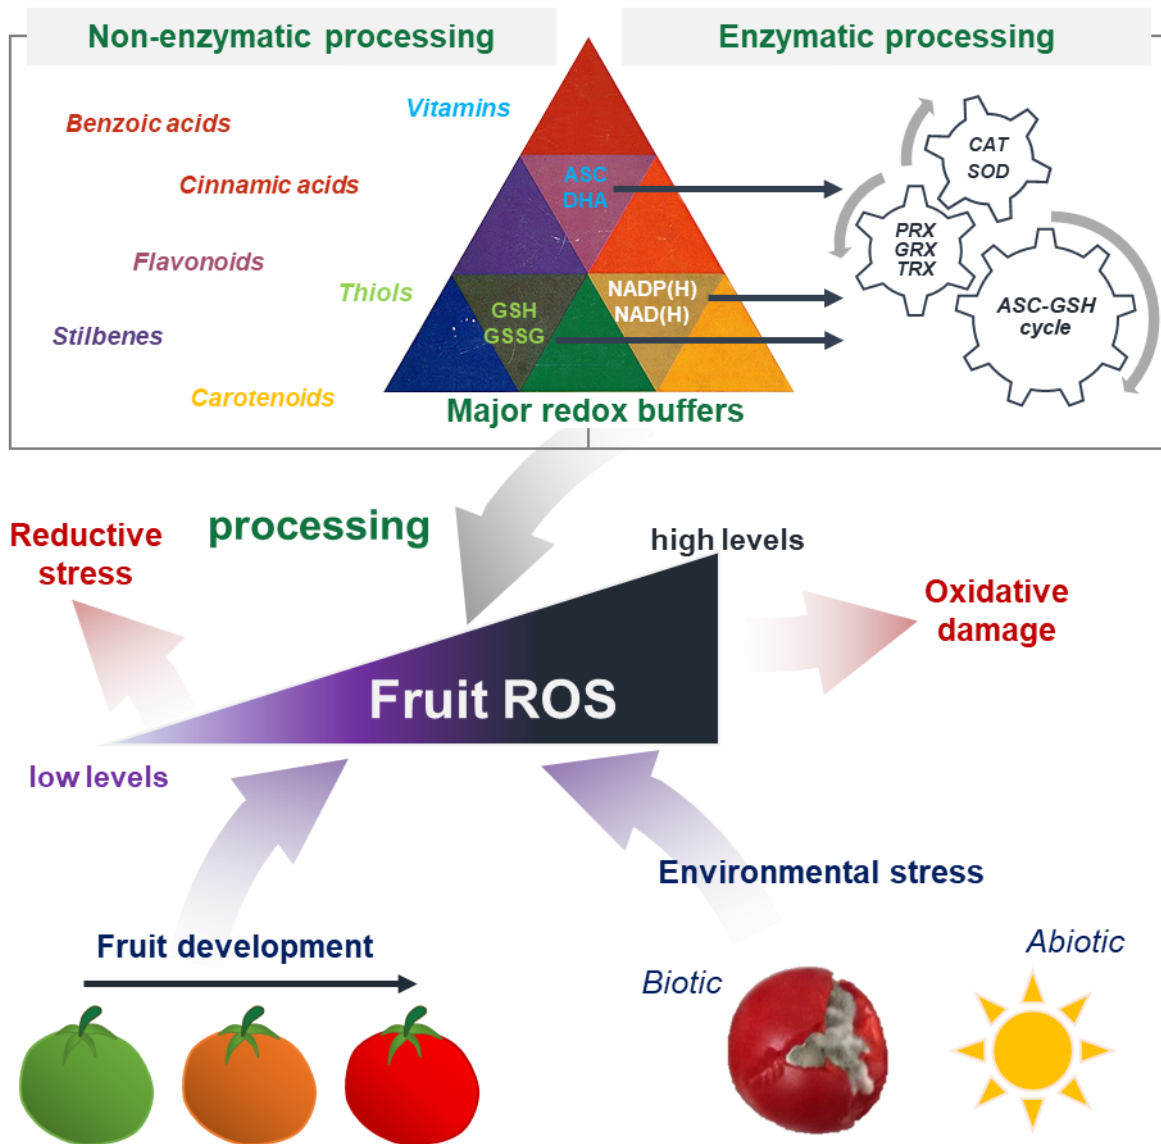 Non-enzymatic processing
Enzymatic processing
Benzoic acids
Vitamins
Cinnamic acids
Flavonoids
Thiols
Stilbenes
Carotenoids
ASC
DHA
GSH
GSSG
NADP(H)
NAD(H)
Major redox buffers
CAT
SOD
PRX
GRX
TRX
ASC-GSH
cycle
processing
Reductive
stress
high levels
Oxidative
damage
Fruit ROS
low levels
Environmental stress
Fruit development
Biotic
Abiotic